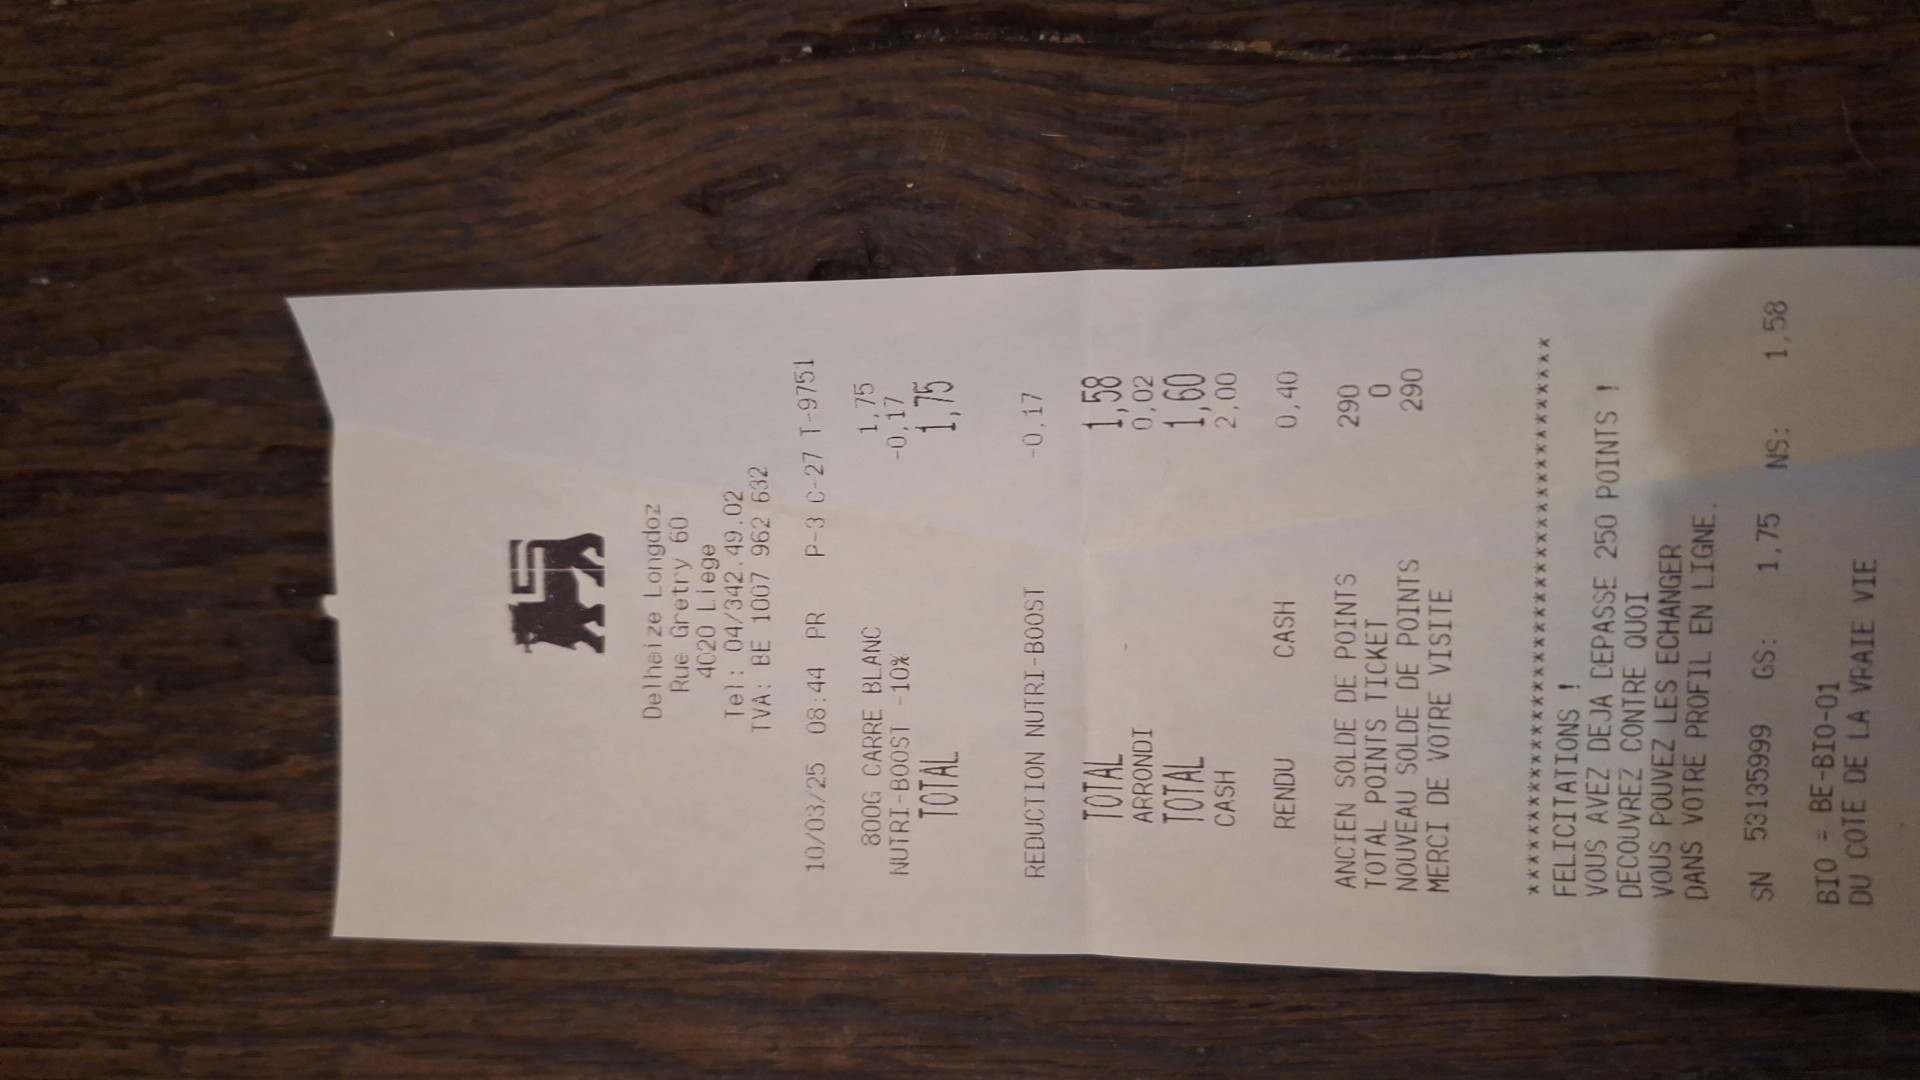 Delhaize Longdoz
Rue Gretry 60
4020 Liege
Tel: 04/342.49.02
TVA: BE 1007 962 632
10/03/25 08:44 PR P-3 C-27 T-9751
800G CARRE BLANC 1,75
NUTRI-BOOST -10% -0,17
TOTAL 1,75
REDUCTION NUTRI-BOOST -0,17
TOTAL 1,58
ARRONDI 0,02
TOTAL 1,60
CASH 2,00
RENDU CASH 0,40
ANCIEN SOLDE DE POINTS 290
TOTAL POINTS TICKET 0
NOUVEAU SOLDE DE POINTS 290
MERCI DE VOTRE VISITE
******************************************
FELICITATIONS !
VOUS AVEZ DEJA DEPASSE 250 POINTS !
DECOUVREZ CONTRE QUOI
VOUS POUVEZ LES ECHANGER
DANS VOTRE PROFIL EN LIGNE.
SN 53135999 GS: 1,75 NS: 1,58
BIO = BE-BIO-01
DU COTE DE LA VRAIE VIE